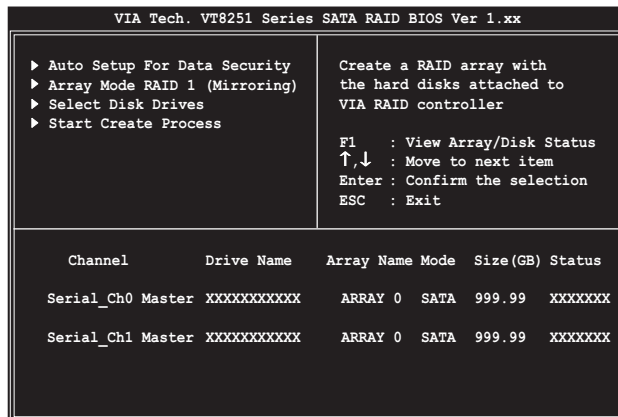 VIA Tech. VT8251 Series SATA RAID BIOS Ver 1.xx
Auto Setup For Data Security
Array Mode RAID 1 (Mirroring)
Select Disk Drives
Start Create Process
Create a RAID array with
the hard disks attached to
VIA RAID controller
F1 : View Array/Disk Status
↑,↓ : Move to next item
Enter : Confirm the selection
ESC : Exit
Channel Drive Name Array Name Mode Size(GB) Status
Serial_Ch0 Master XXXXXXXXXXX ARRAY 0 SATA 999.99 XXXXXXX
Serial_Ch1 Master XXXXXXXXXXX ARRAY 0 SATA 999.99 XXXXXXX